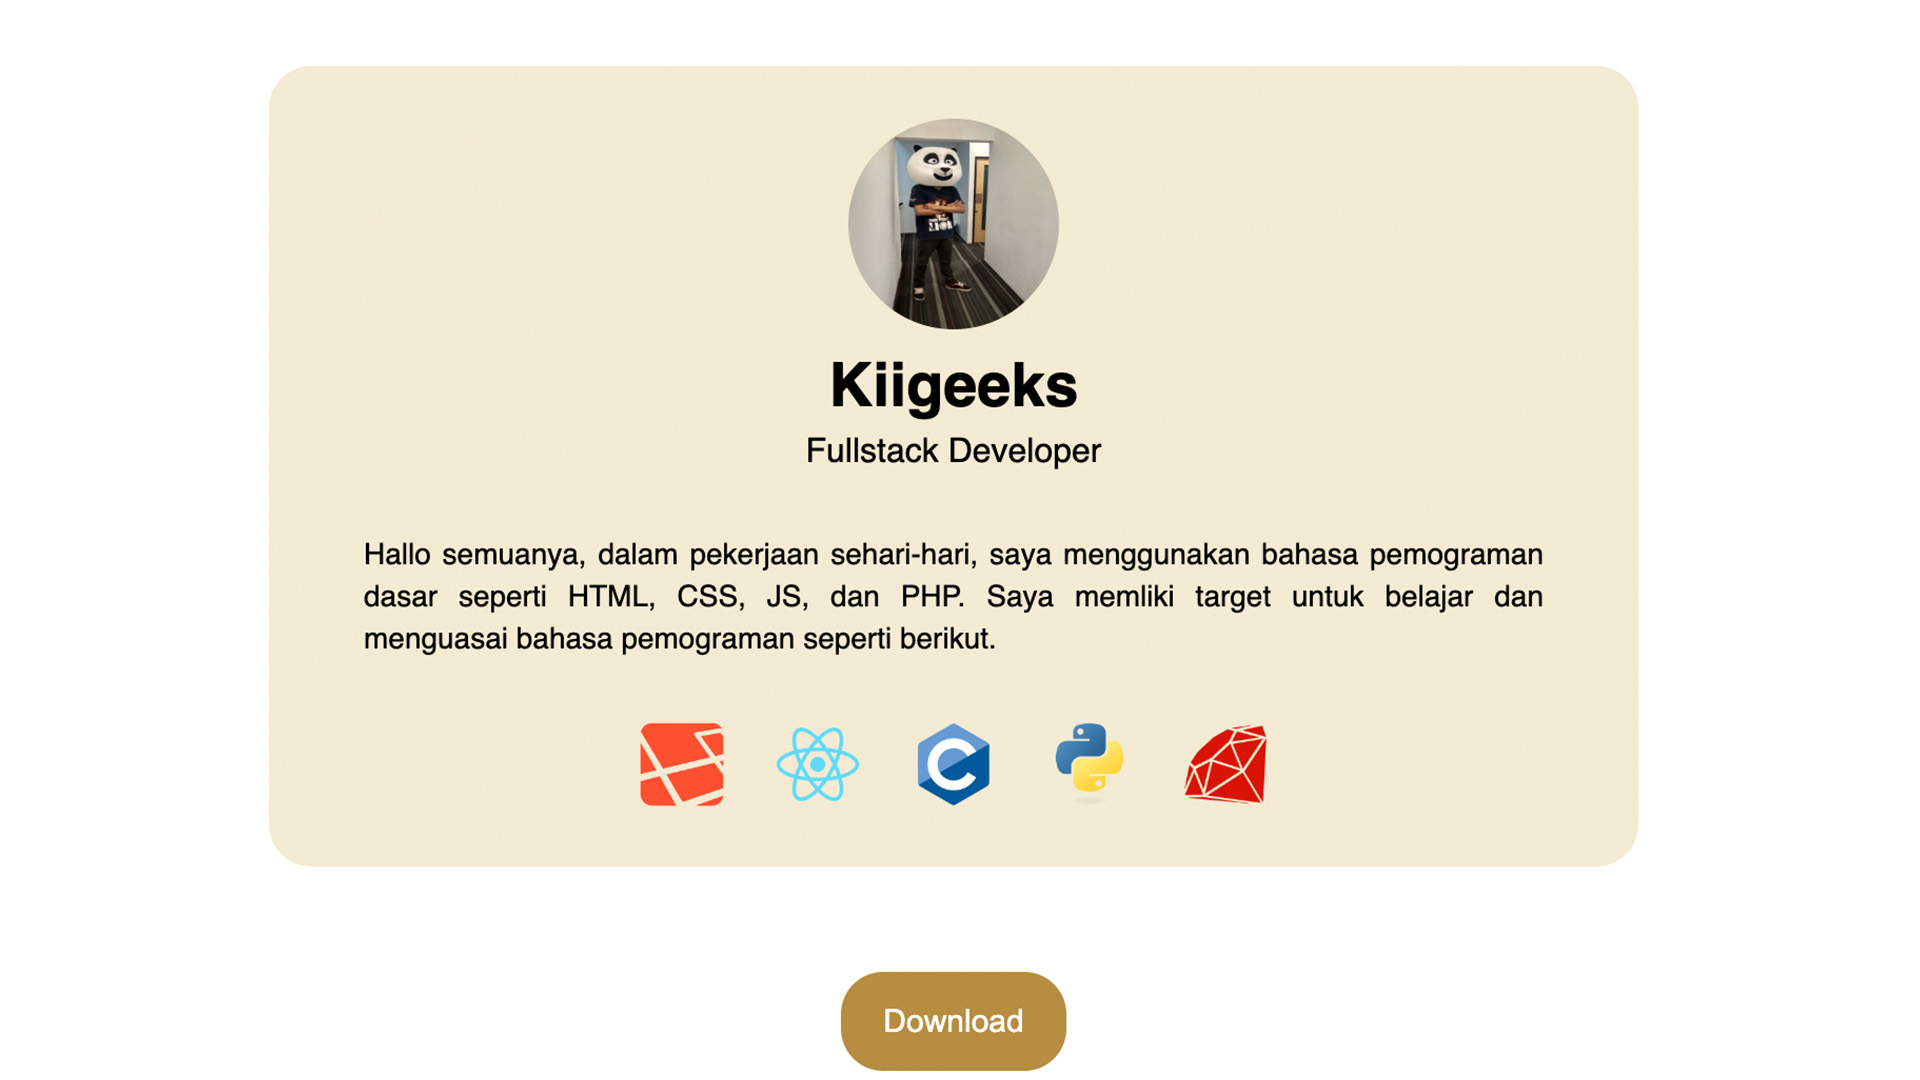 Kiigeeks
Fullstack Developer
Hallo semuanya, dalam pekerjaan sehari-hari, saya menggunakan bahasa pemograman
dasar seperti HTML, CSS, JS, dan PHP. Saya memliki target untuk belajar dan
menguasai bahasa pemograman seperti berikut.
C
Download